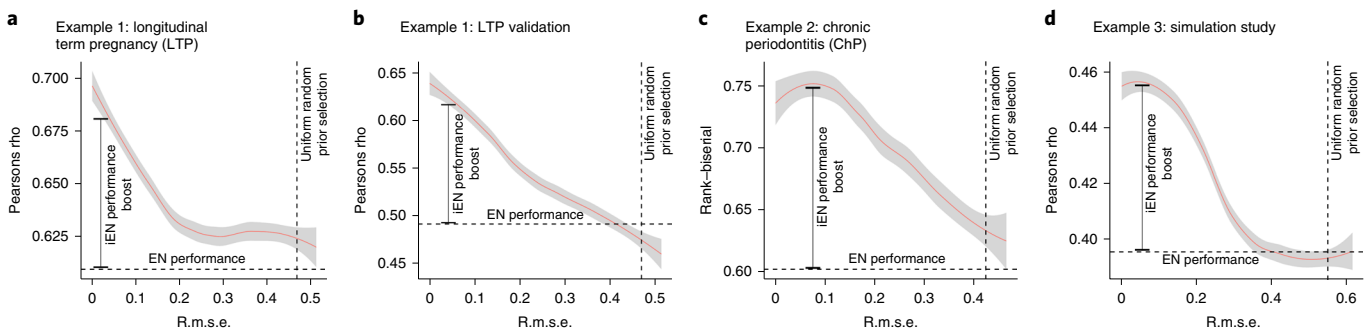 a
Example 1: longitudinal
term pregnancy (LTP)
Pearsons rho
0.700
0.675
0.650
0.625
iEN performance
boost
Uniform random
prior selection
EN performance
0
0.1
0.2
0.3
0.4
0.5
R.m.s.e.
b
Example 1: LTP validation
Pearsons rho
0.65
0.60
0.55
0.50
0.45
iEN performance
boost
Uniform random
prior selection
EN performance
0
0.1
0.2
0.3
0.4
0.5
R.m.s.e.
c
Example 2: chronic
periodontitis (ChP)
Rank–biserial
0.75
0.70
0.65
0.60
iEN performance
boost
Uniform random
prior selection
EN performance
0
0.1
0.2
0.3
0.4
R.m.s.e.
d
Example 3: simulation study
Pearsons rho
0.46
0.44
0.42
0.40
iEN performance
boost
Uniform random
prior selection
EN performance
0
0.1
0.2
0.3
0.4
0.5
0.6
R.m.s.e.